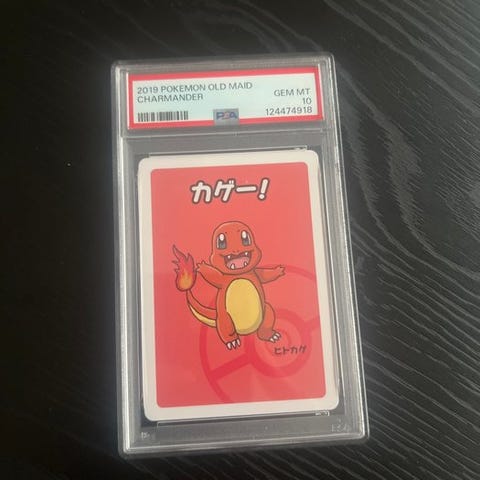 2019 POKEMON OLD MAID
CHARMANDER
GEM MT
10
PSA
124474918
カゲー!
ヒトカゲ